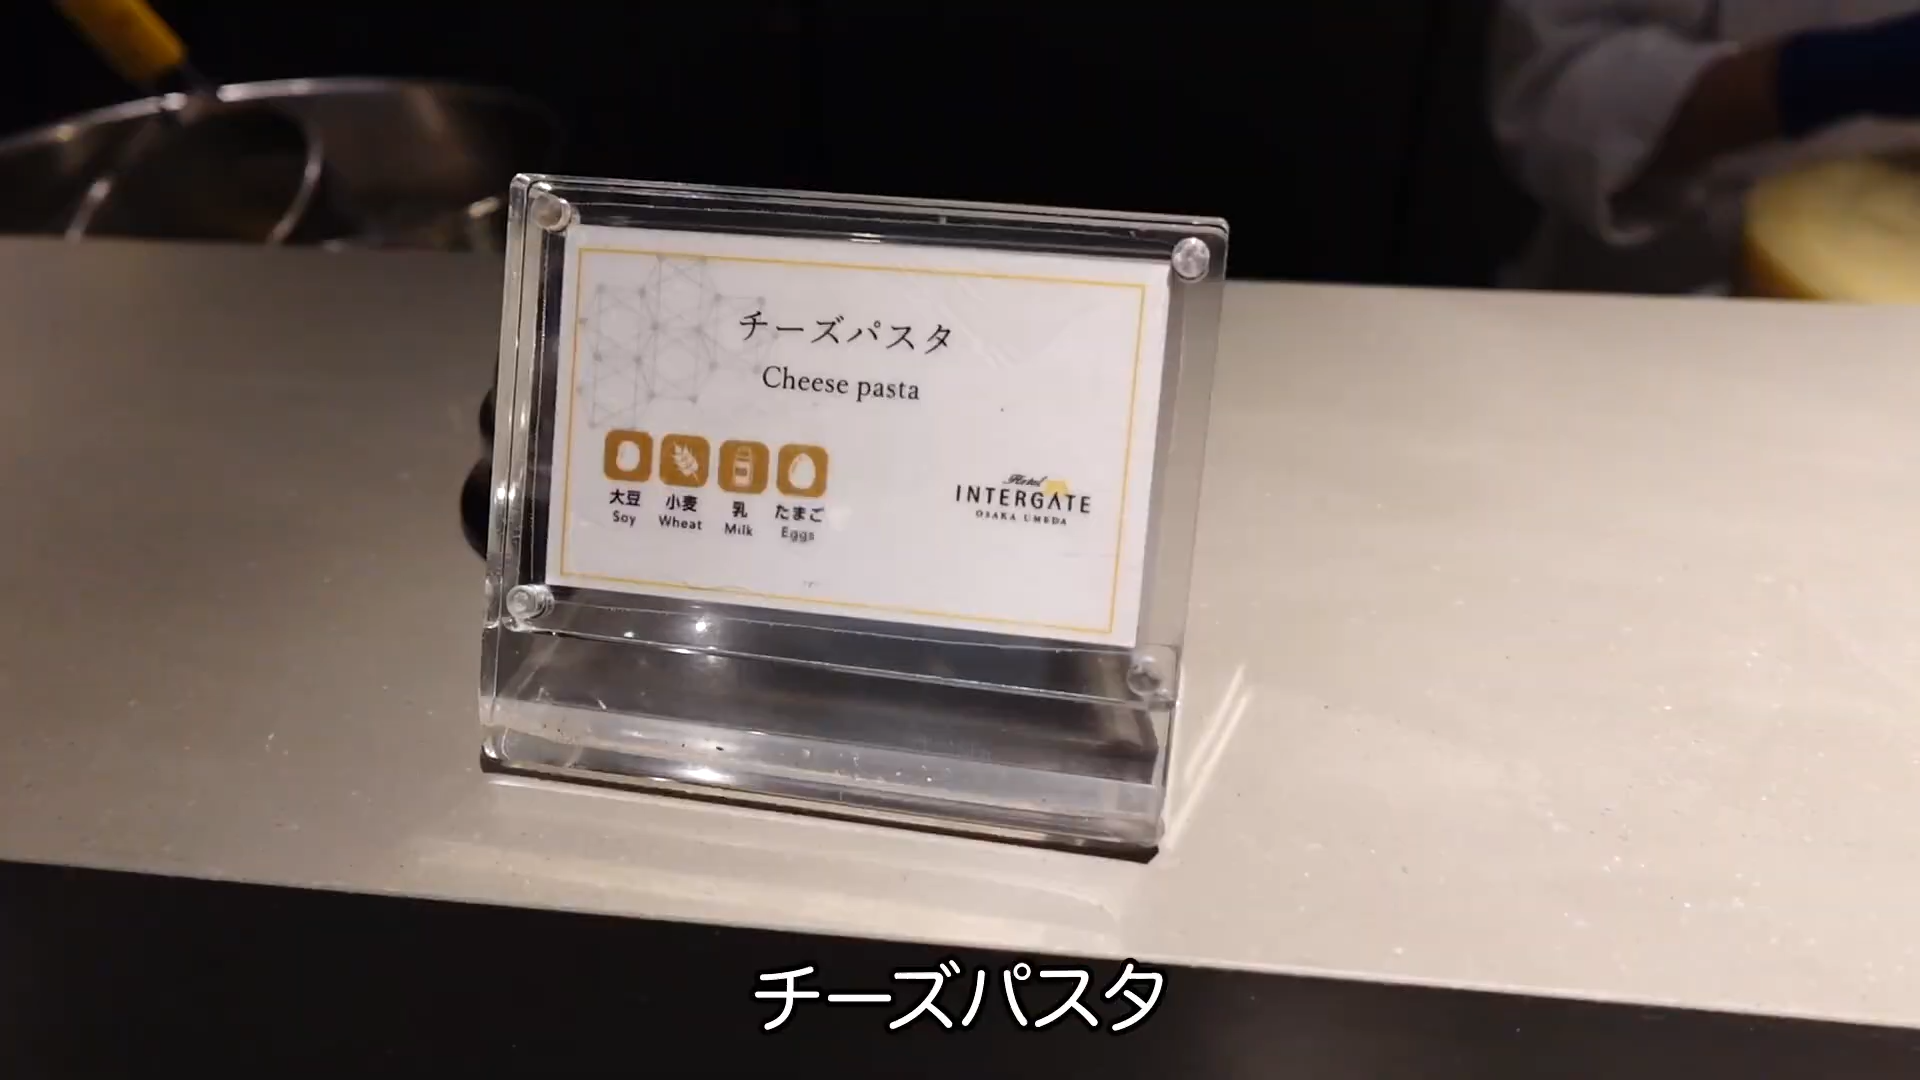 チーズパスタ
Cheese pasta
大豆 小麦 乳 たまご
Soy Wheat Milk Eggs
Hotel
INTERGATE
OSAKA UMEDA
チーズパスタ